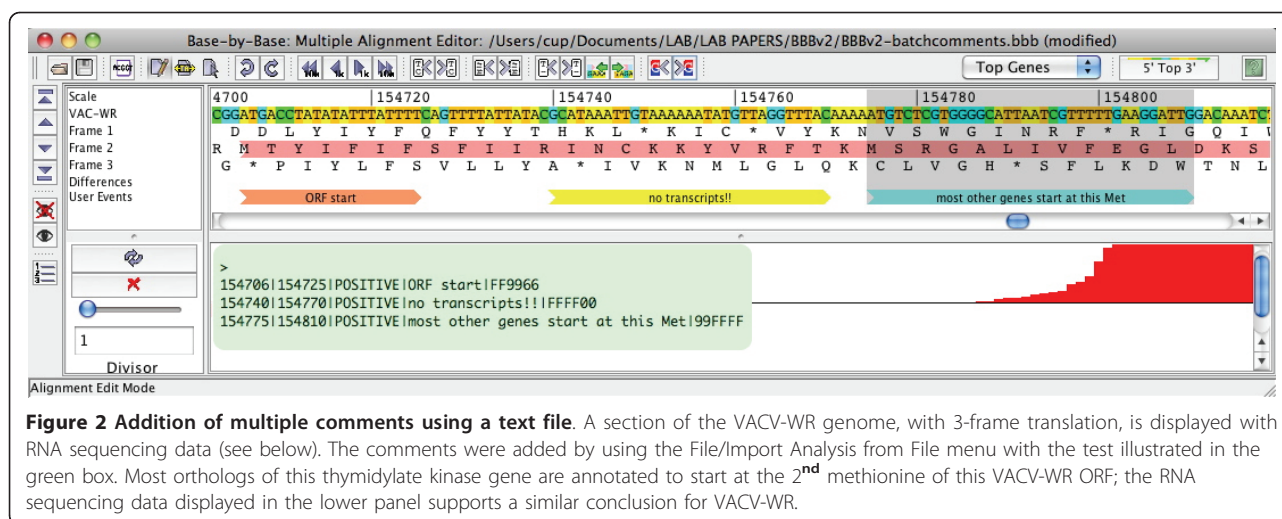 Base-by-Base: Multiple Alignment Editor: /Users/cup/Documents/LAB/LAB PAPERS/BBBv2/BBBv2-batchcomments.bbb (modified)
Top Genes
5' Top 3'
Scale
4700 154720 154740 154760 154780 154800
VAC-WR
CGGATGACCTATATATTTATTTTCAGTTTTATTATACGCATAAATTGTAAAAAATATGTTAGGTTTACAAAAATGTCTCGTGGGGCATTAATCGTTTTTGAAGGATTGGACAAATCT
Frame 1
D D L Y I Y F Q F Y Y T H K L * K I C * V Y K N V S W G I N R F * R I G Q I
Frame 2
R M T Y I F I F S F I I R I N C K K Y V R F T K M S R G A L I V F E G L D K S
Frame 3
G * P I Y L F S V L L Y A * I V K N M L G L Q K C L V G H * S F L K D W T N L
Differences
User Events
ORF start
no transcripts!!
most other genes start at this Met
>
154706|154725|POSITIVE|ORF start|FF9966
154740|154770|POSITIVE|no transcripts!!|FFFF00
154775|154810|POSITIVE|most other genes start at this Met|99FFFF
1
Divisor
Alignment Edit Mode
Figure 2 Addition of multiple comments using a text file. A section of the VACV-WR genome, with 3-frame translation, is displayed with
RNA sequencing data (see below). The comments were added by using the File/Import Analysis from File menu with the test illustrated in the
green box. Most orthologs of this thymidylate kinase gene are annotated to start at the 2nd methionine of this VACV-WR ORF; the RNA
sequencing data displayed in the lower panel supports a similar conclusion for VACV-WR.